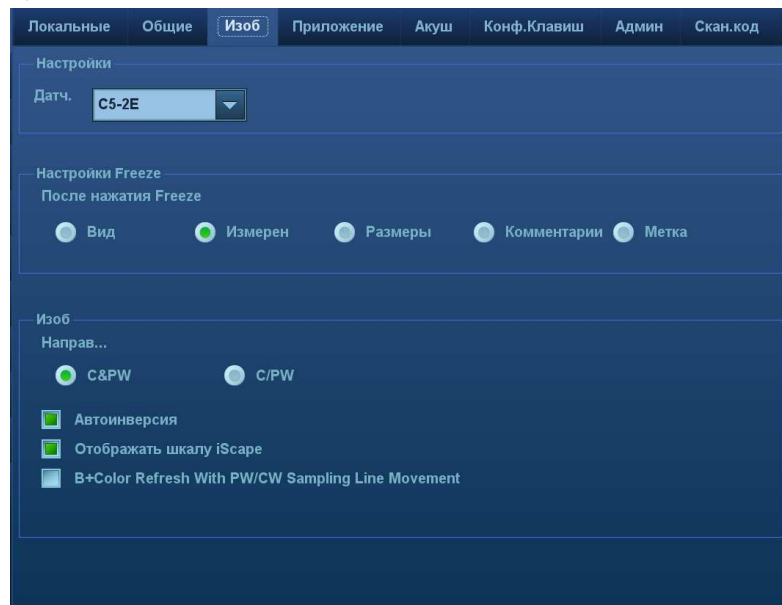 Локальные Общие Изоб Приложение Акуш Конф.Клавиш Админ Скан.код
Настройки
Датч. C5-2E
Настройки Freeze
После нажатия Freeze
Вид Измерен Размеры Комментарии Метка
Изоб
Направ...
C&PW C/PW
Автоинверсия
Отображать шкалу iScape
B+Color Refresh With PW/CW Sampling Line Movement